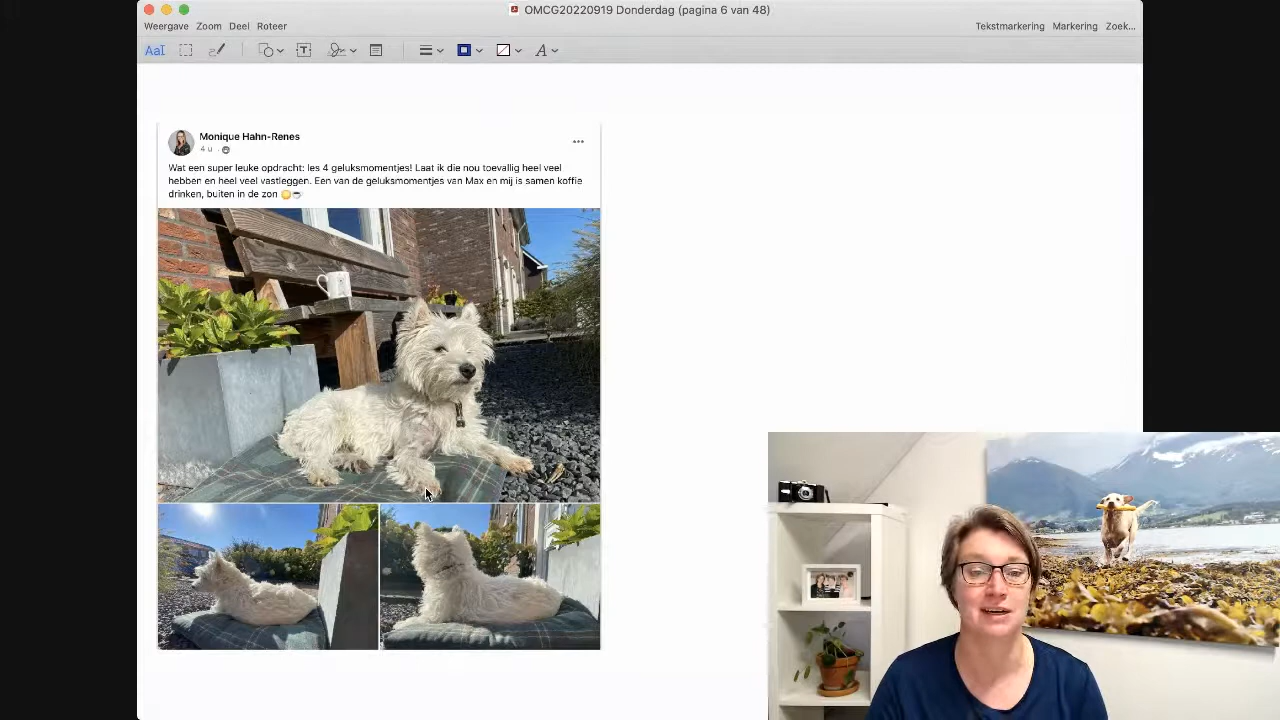 OMCG20220919 Donderdag (pagina 6 van 48)
Weergave Zoom Deel Roteer Tekstmarkering Markering Zoek...
AaI T A
Monique Hahn-Renes
4 u
Wat een super leuke opdracht: les 4 geluksmomentjes! Laat ik die nou toevallig heel veel
hebben en heel veel vastleggen. Een van de geluksmomentjes van Max en mij is samen koffie
drinken, buiten in de zon